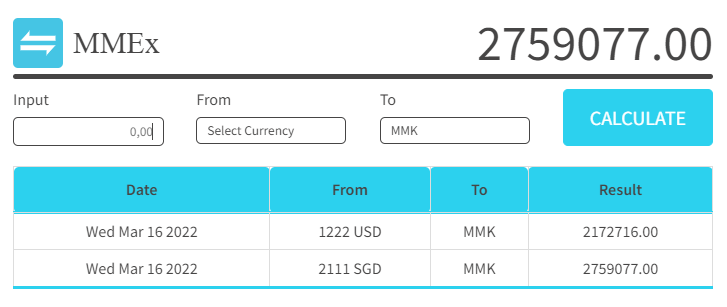 MMEx
2759077.00
Input
From
To
0,00
Select Currency
MMK
CALCULATE
Date From To Result
Wed Mar 16 2022 1222 USD MMK 2172716.00
Wed Mar 16 2022 2111 SGD MMK 2759077.00